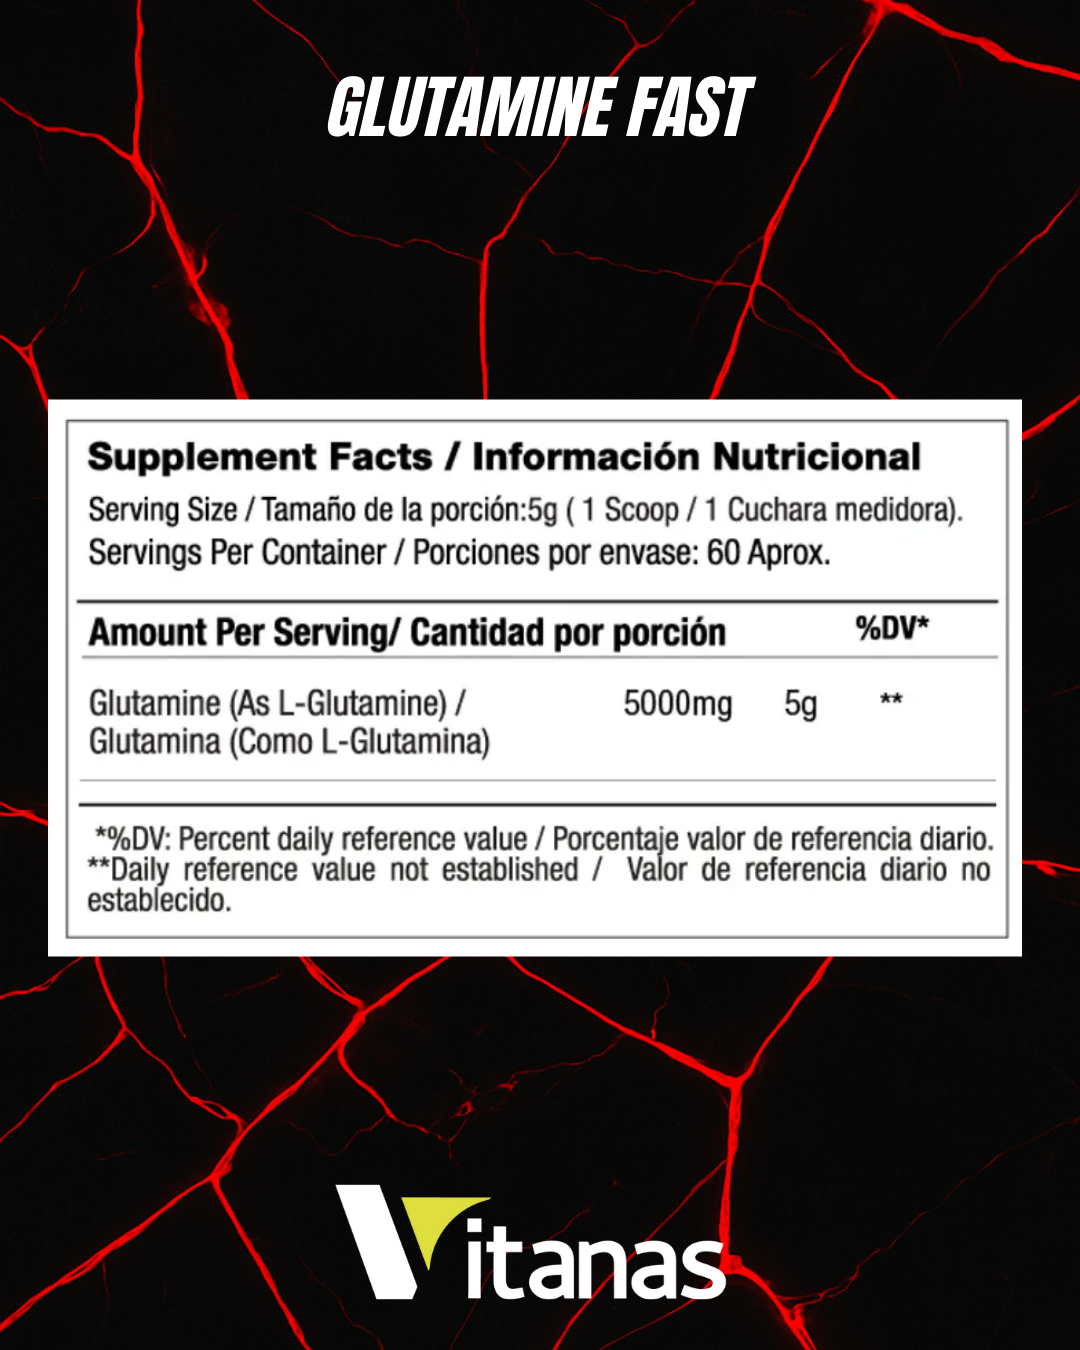 GLUTAMINE FAST
Supplement Facts / Información Nutricional
Serving Size / Tamaño de la porción:5g ( 1 Scoop / 1 Cuchara medidora).
Servings Per Container / Porciones por envase: 60 Aprox.
Amount Per Serving/ Cantidad por porción %DV*
Glutamine (As L-Glutamine) / 5000mg 5g **
Glutamina (Como L-Glutamina)
*%DV: Percent daily reference value / Porcentaje valor de referencia diario.
**Daily reference value not established / Valor de referencia diario no
establecido.
Vitanas